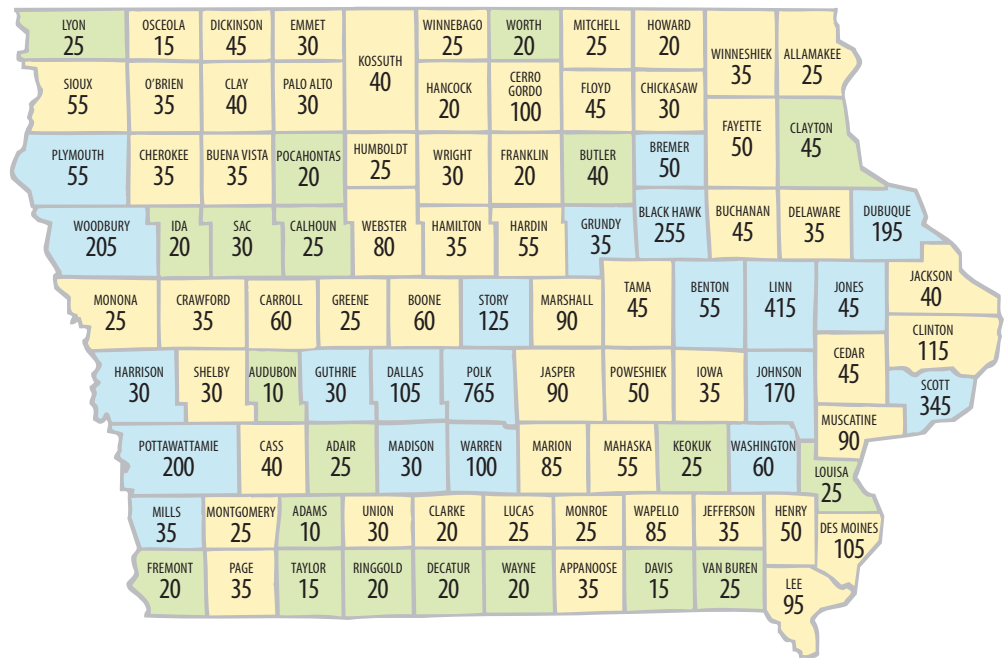 LYON
25
OSCEOLA
15
DICKINSON
45
EMMET
30
KOSSUTH
40
WINNEBAGO
25
WORTH
20
MITCHELL
25
HOWARD
20
WINNESHIEK
35
ALLAMAKEE
25
SIOUX
55
O'BRIEN
35
CLAY
40
PALO ALTO
30
HANCOCK
20
CERRO
GORDO
100
FLOYD
45
CHICKASAW
30
FAYETTE
50
CLAYTON
45
PLYMOUTH
55
CHEROKEE
35
BUENA VISTA
35
POCAHONTAS
20
HUMBOLDT
25
WRIGHT
30
FRANKLIN
20
BUTLER
40
BREMER
50
WOODBURY
205
IDA
20
SAC
30
CALHOUN
25
WEBSTER
80
HAMILTON
35
HARDIN
55
GRUNDY
35
BLACK HAWK
255
BUCHANAN
45
DELAWARE
35
DUBUQUE
195
MONONA
25
CRAWFORD
35
CARROLL
60
GREENE
25
BOONE
60
STORY
125
MARSHALL
90
TAMA
45
BENTON
55
LINN
415
JONES
45
JACKSON
40
CLINTON
115
HARRISON
30
SHELBY
30
AUDUBON
10
GUTHRIE
30
DALLAS
105
POLK
765
JASPER
90
POWESHIEK
50
IOWA
35
JOHNSON
170
CEDAR
45
SCOTT
345
MUSCATINE
90
POTTAWATTAMIE
200
CASS
40
ADAIR
25
MADISON
30
WARREN
100
MARION
85
MAHASKA
55
KEOKUK
25
WASHINGTON
60
LOUISA
25
MILLS
35
MONTGOMERY
25
ADAMS
10
UNION
30
CLARKE
20
LUCAS
25
MONROE
25
WAPELLO
85
JEFFERSON
35
HENRY
50
DES MOINES
105
FREMONT
20
PAGE
35
TAYLOR
15
RINGGOLD
20
DECATUR
20
WAYNE
20
APPANOOSE
35
DAVIS
15
VAN BUREN
25
LEE
95